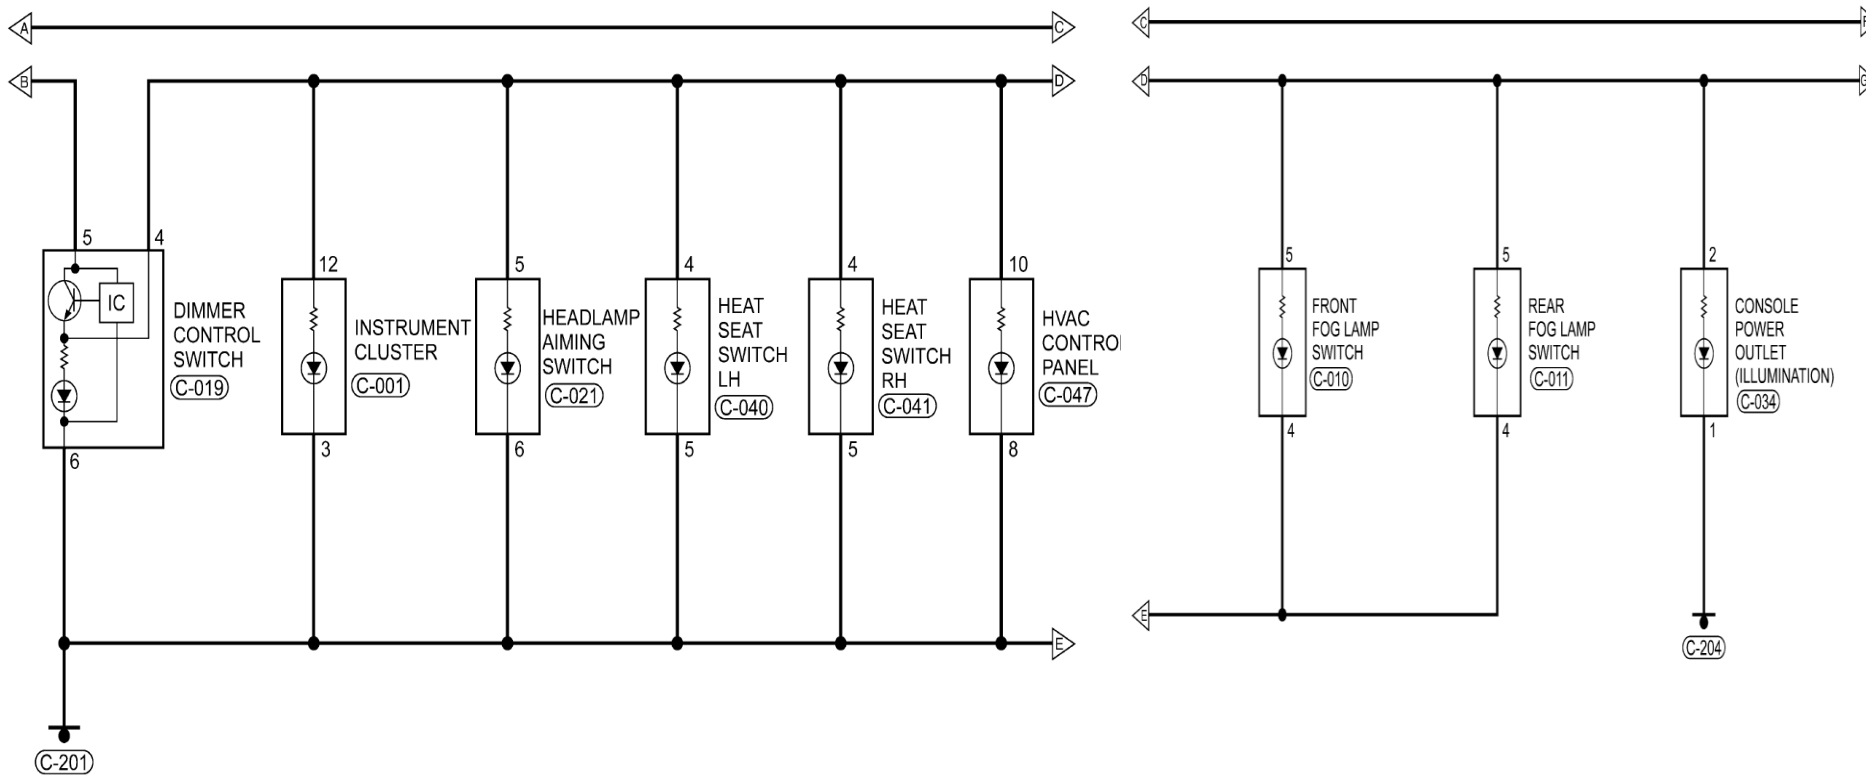 A
C
C
F
B
D
D
G
5
4
IC
6
DIMMER
CONTROL
SWITCH
C-019
12
INSTRUMENT
CLUSTER
C-001
3
5
HEADLAMP
AIMING
SWITCH
C-021
6
4
HEAT
SEAT
SWITCH
LH
C-040
5
4
HEAT
SEAT
SWITCH
RH
C-041
5
10
HVAC
CONTROL
PANEL
C-047
8
5
FRONT
FOG LAMP
SWITCH
C-010
4
5
REAR
FOG LAMP
SWITCH
C-011
4
2
CONSOLE
POWER
OUTLET
(ILLUMINATION)
C-034
1
E
E
C-204
C-201